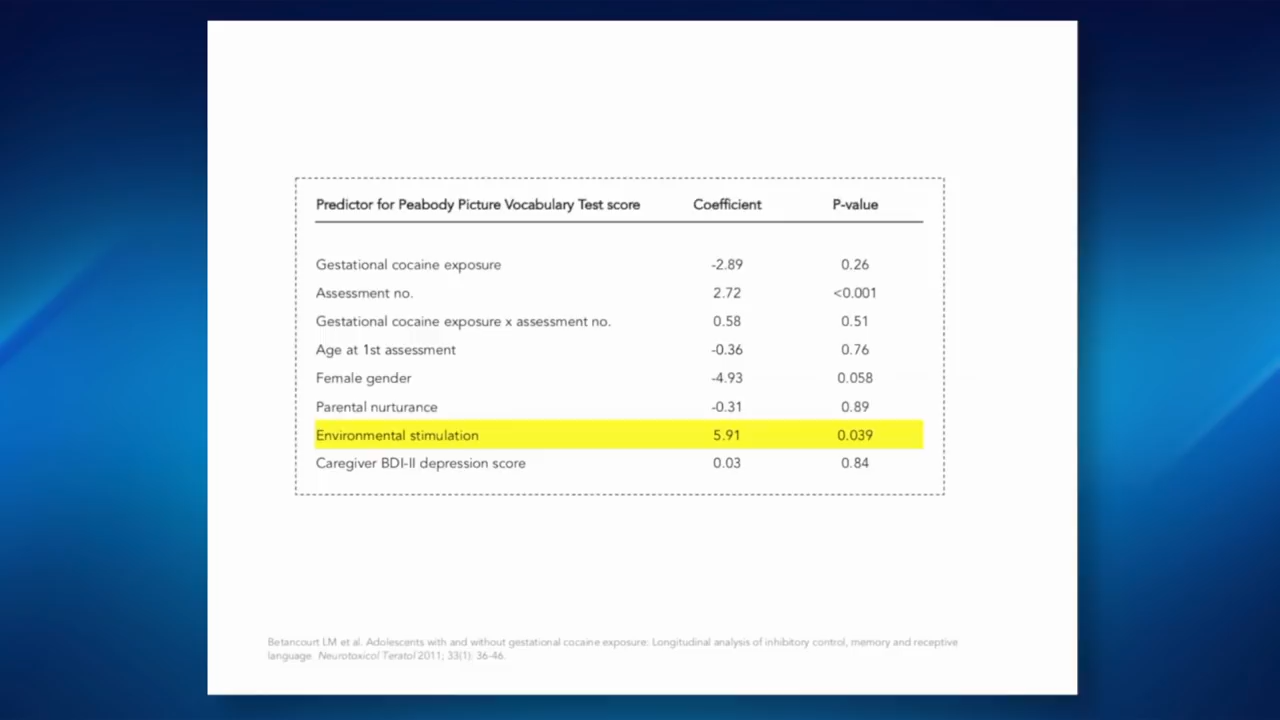 Predictor for Peabody Picture Vocabulary Test score Coefficient P-value
Gestational cocaine exposure -2.89 0.26
Assessment no. 2.72 <0.001
Gestational cocaine exposure x assessment no. 0.58 0.51
Age at 1st assessment -0.36 0.76
Female gender -4.93 0.058
Parental nurturance -0.31 0.89
Environmental stimulation 5.91 0.039
Caregiver BDI-II depression score 0.03 0.84
Betancourt LM et al. Adolescents with and without gestational cocaine exposure: Longitudinal analysis of inhibitory control, memory and receptive
language. Neurotoxicol Teratol 2011; 33(1): 36-46.